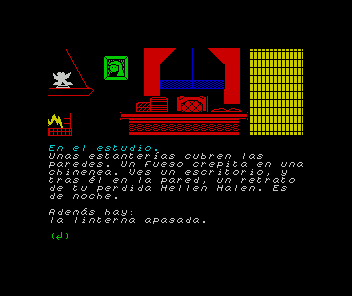 En el estudio.
Unas estanterías cubren las
paredes. Un fuego crepita en una
chimenea. Ves un escritorio, y
tras él en la pared, un retrato
de tu perdida Hellen Halen. Es
de noche.
Además hay:
la linterna apagada.
(↵)